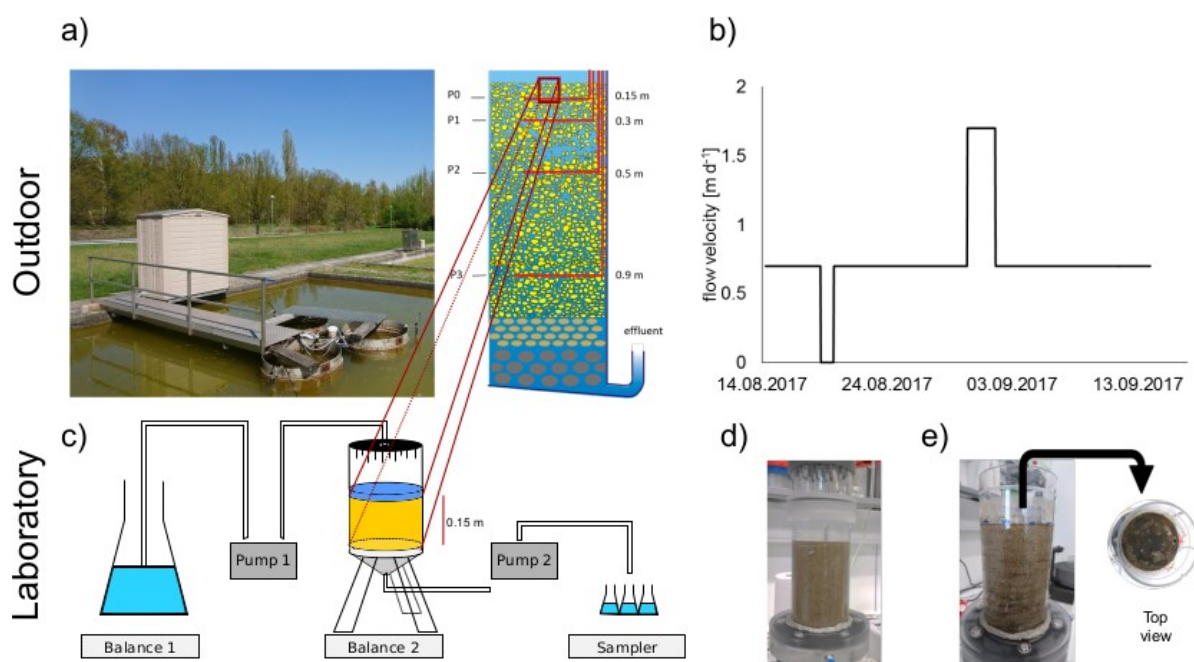 a)
b)
Outdoor
P0
P1
P2
P3
0.15 m
0.3 m
0.5 m
0.9 m
effluent
flow velocity [m d⁻¹]
2
1.5
1
0.5
0
14.08.2017
24.08.2017
03.09.2017
13.09.2017
Laboratory
c)
d)
e)
0.15 m
Pump 1
Pump 2
Balance 1
Balance 2
Sampler
Top
view